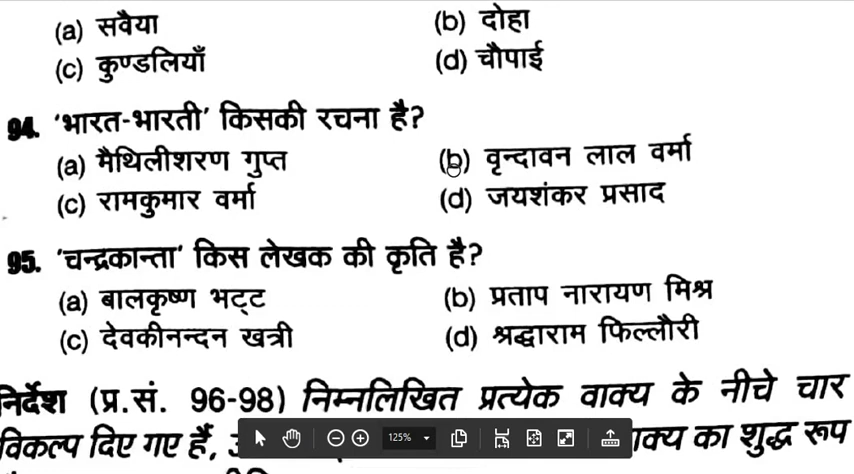 (a) सवैया (b) दोहा
(c) कुण्डलियाँ (d) चौपाई
94. 'भारत-भारती' किसकी रचना है?
(a) मैथिलीशरण गुप्त (b) वृन्दावन लाल वर्मा
(c) रामकुमार वर्मा (d) जयशंकर प्रसाद
95. 'चन्द्रकान्ता' किस लेखक की कृति है?
(a) बालकृष्ण भट्ट (b) प्रताप नारायण मिश्र
(c) देवकीनन्दन खत्री (d) श्रद्धाराम फिल्लौरी
निर्देश (प्र.सं. 96-98) निम्नलिखित प्रत्येक वाक्य के नीचे चार
विकल्प दिए गए हैं, 125% का शुद्ध रूप